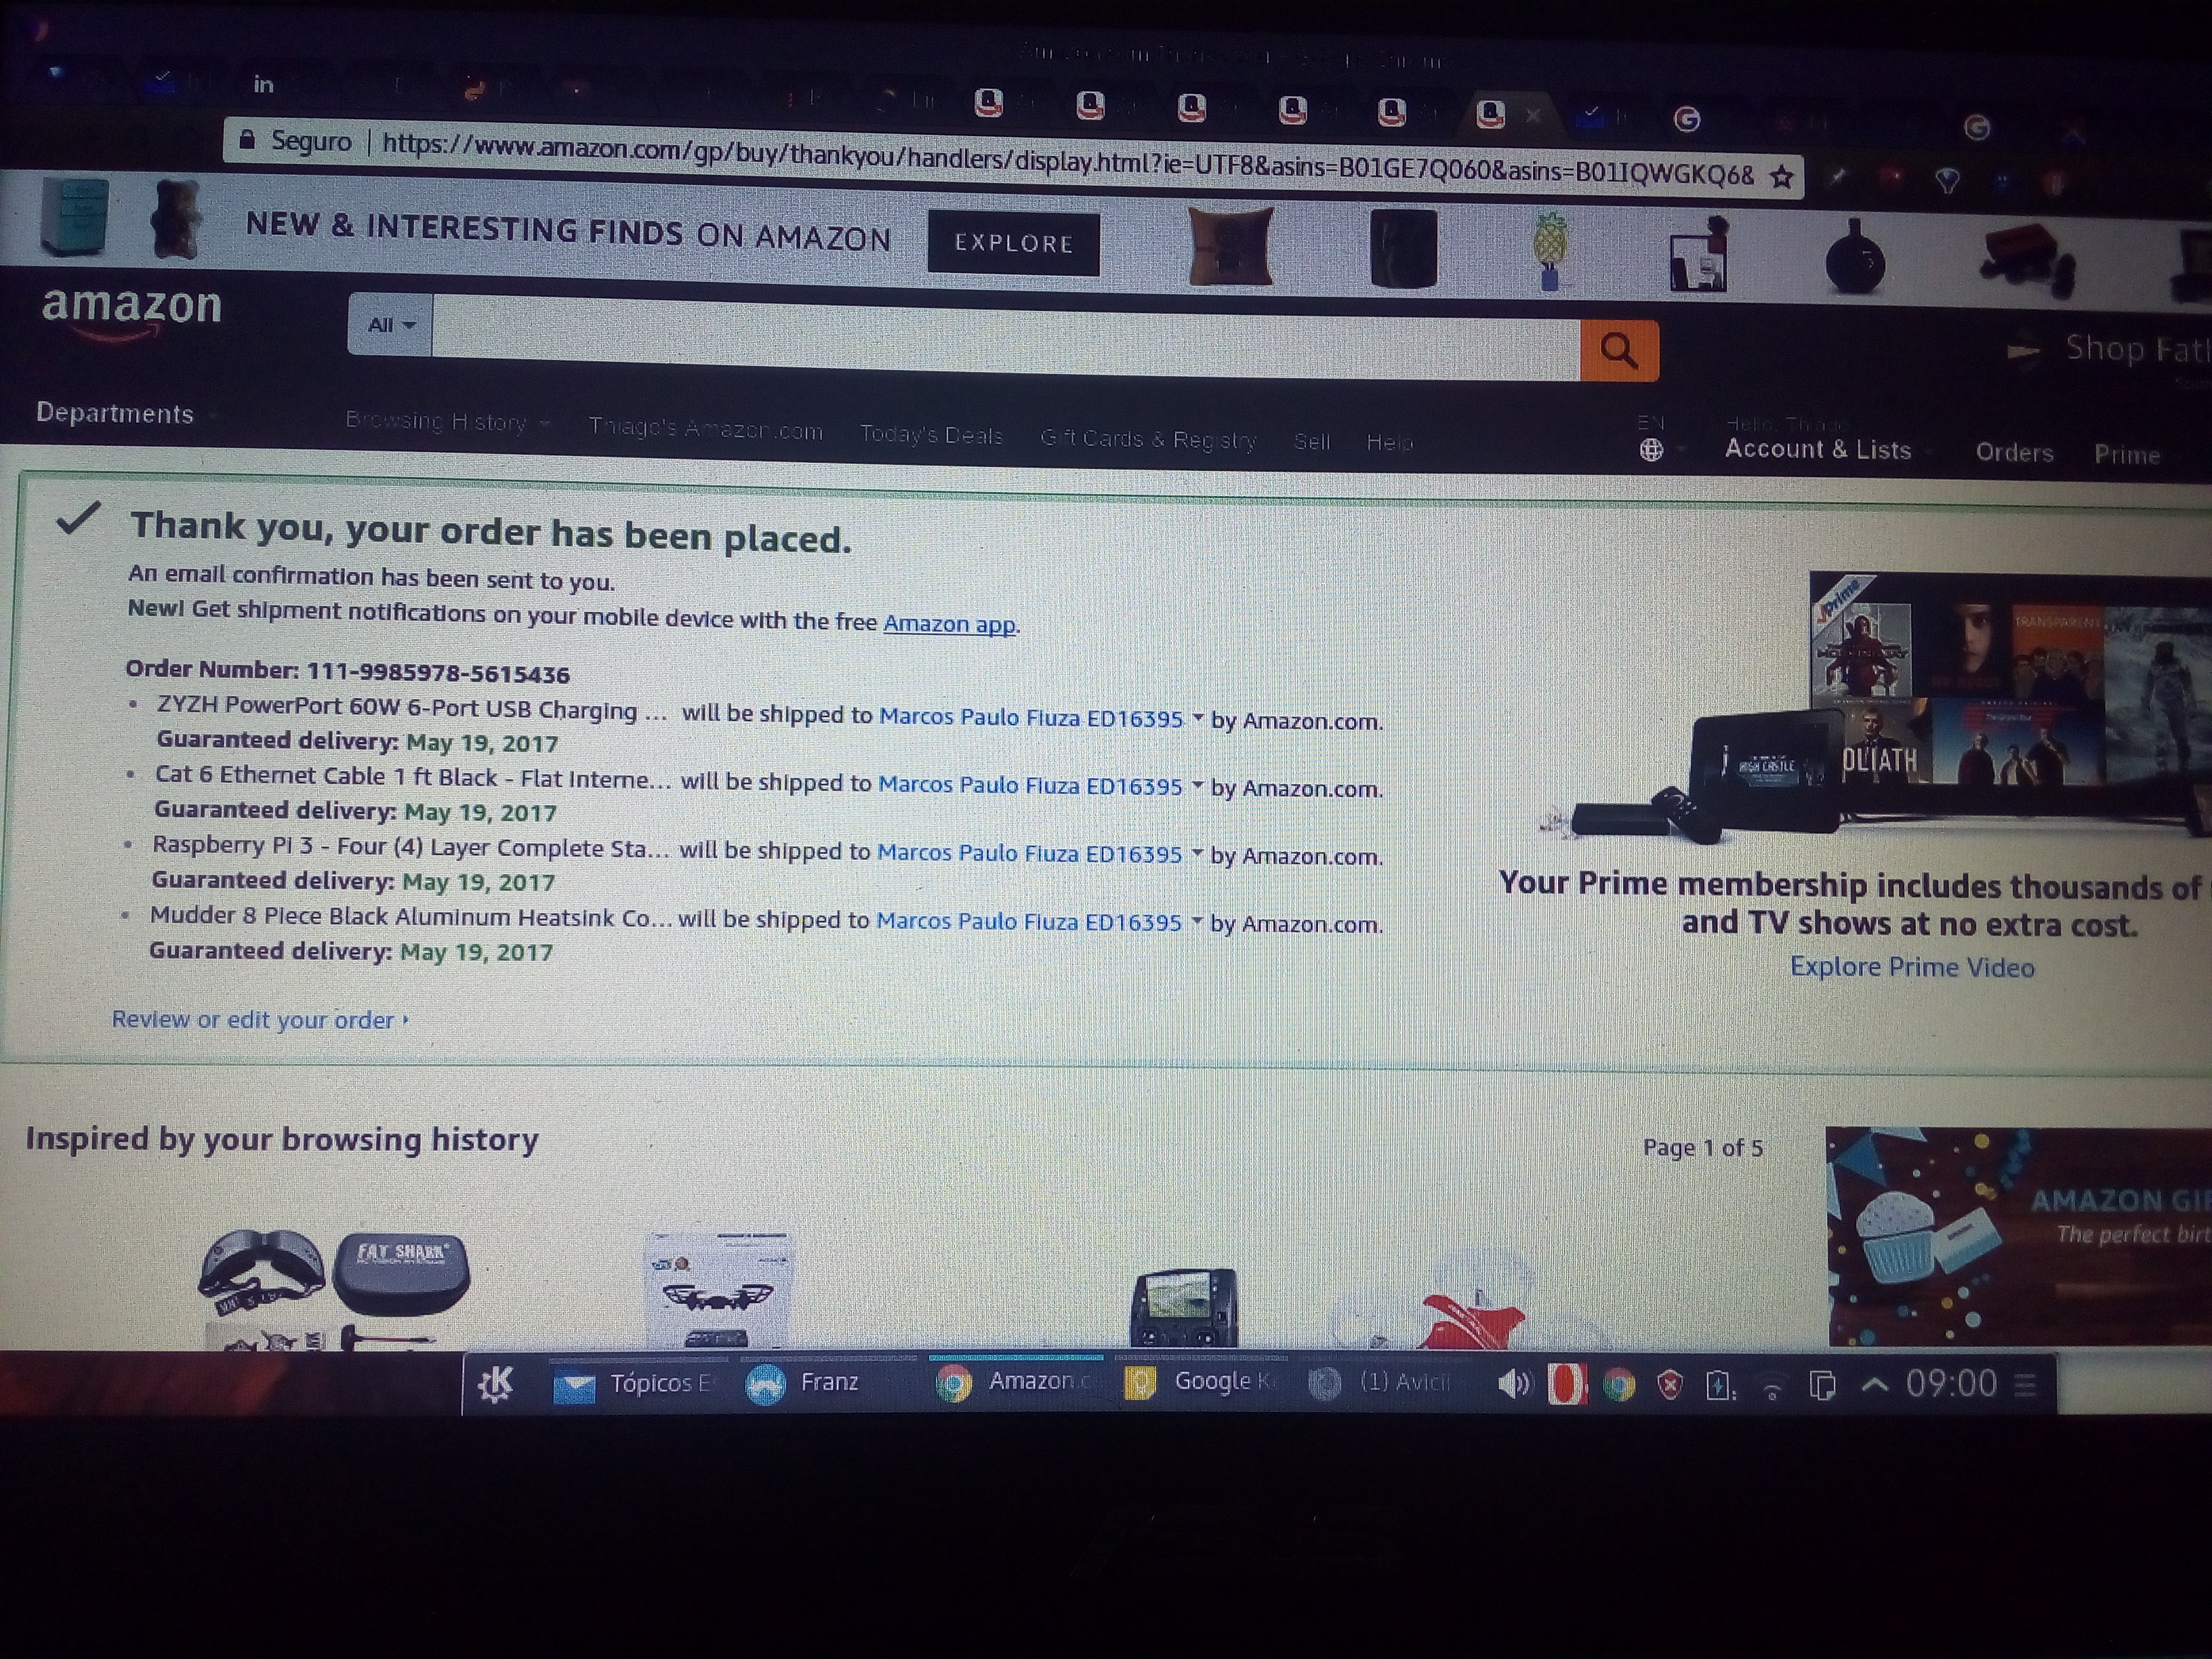 in
Seguro | https://www.amazon.com/gp/buy/thankyou/handlers/display.html?ie=UTF8&asins=B01GE7Q060&asins=B01IQWGKQ6&
NEW & INTERESTING FINDS ON AMAZON
EXPLORE
amazon
All
Shop Fat
Departments
Browsing History
Thiago's Amazon.com
Today's Deals
Gift Cards & Registry
Sell
Help
EN
Hello, Thiago
Account & Lists
Orders
Prime
Thank you, your order has been placed.
An email confirmation has been sent to you.
New! Get shipment notifications on your mobile device with the free Amazon app.
Order Number: 111-9985978-5615436
• ZYZH PowerPort 60W 6-Port USB Charging ... will be shipped to Marcos Paulo Fiuza ED16395 by Amazon.com.
Guaranteed delivery: May 19, 2017
• Cat 6 Ethernet Cable 1 ft Black - Flat Interne... will be shipped to Marcos Paulo Fiuza ED16395 by Amazon.com.
Guaranteed delivery: May 19, 2017
• Raspberry Pi 3 - Four (4) Layer Complete Sta... will be shipped to Marcos Paulo Fiuza ED16395 by Amazon.com.
Guaranteed delivery: May 19, 2017
• Mudder 8 Piece Black Aluminum Heatsink Co... will be shipped to Marcos Paulo Fiuza ED16395 by Amazon.com.
Guaranteed delivery: May 19, 2017
Review or edit your order
Prime
TRANSPARENT
HIGH CASTLE
OLIATH
Your Prime membership includes thousands of
and TV shows at no extra cost.
Explore Prime Video
Inspired by your browsing history
Page 1 of 5
FAT SHARK
AMAZON GI
The perfect birt
Tópicos E
Franz
Amazon.c
Google K
(1) Avicii
09:00